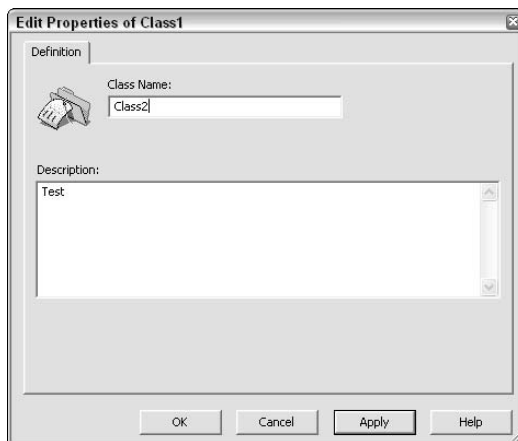 Edit Properties of Class1
Definition
Class Name:
Class2
Description:
Test
OK
Cancel
Apply
Help